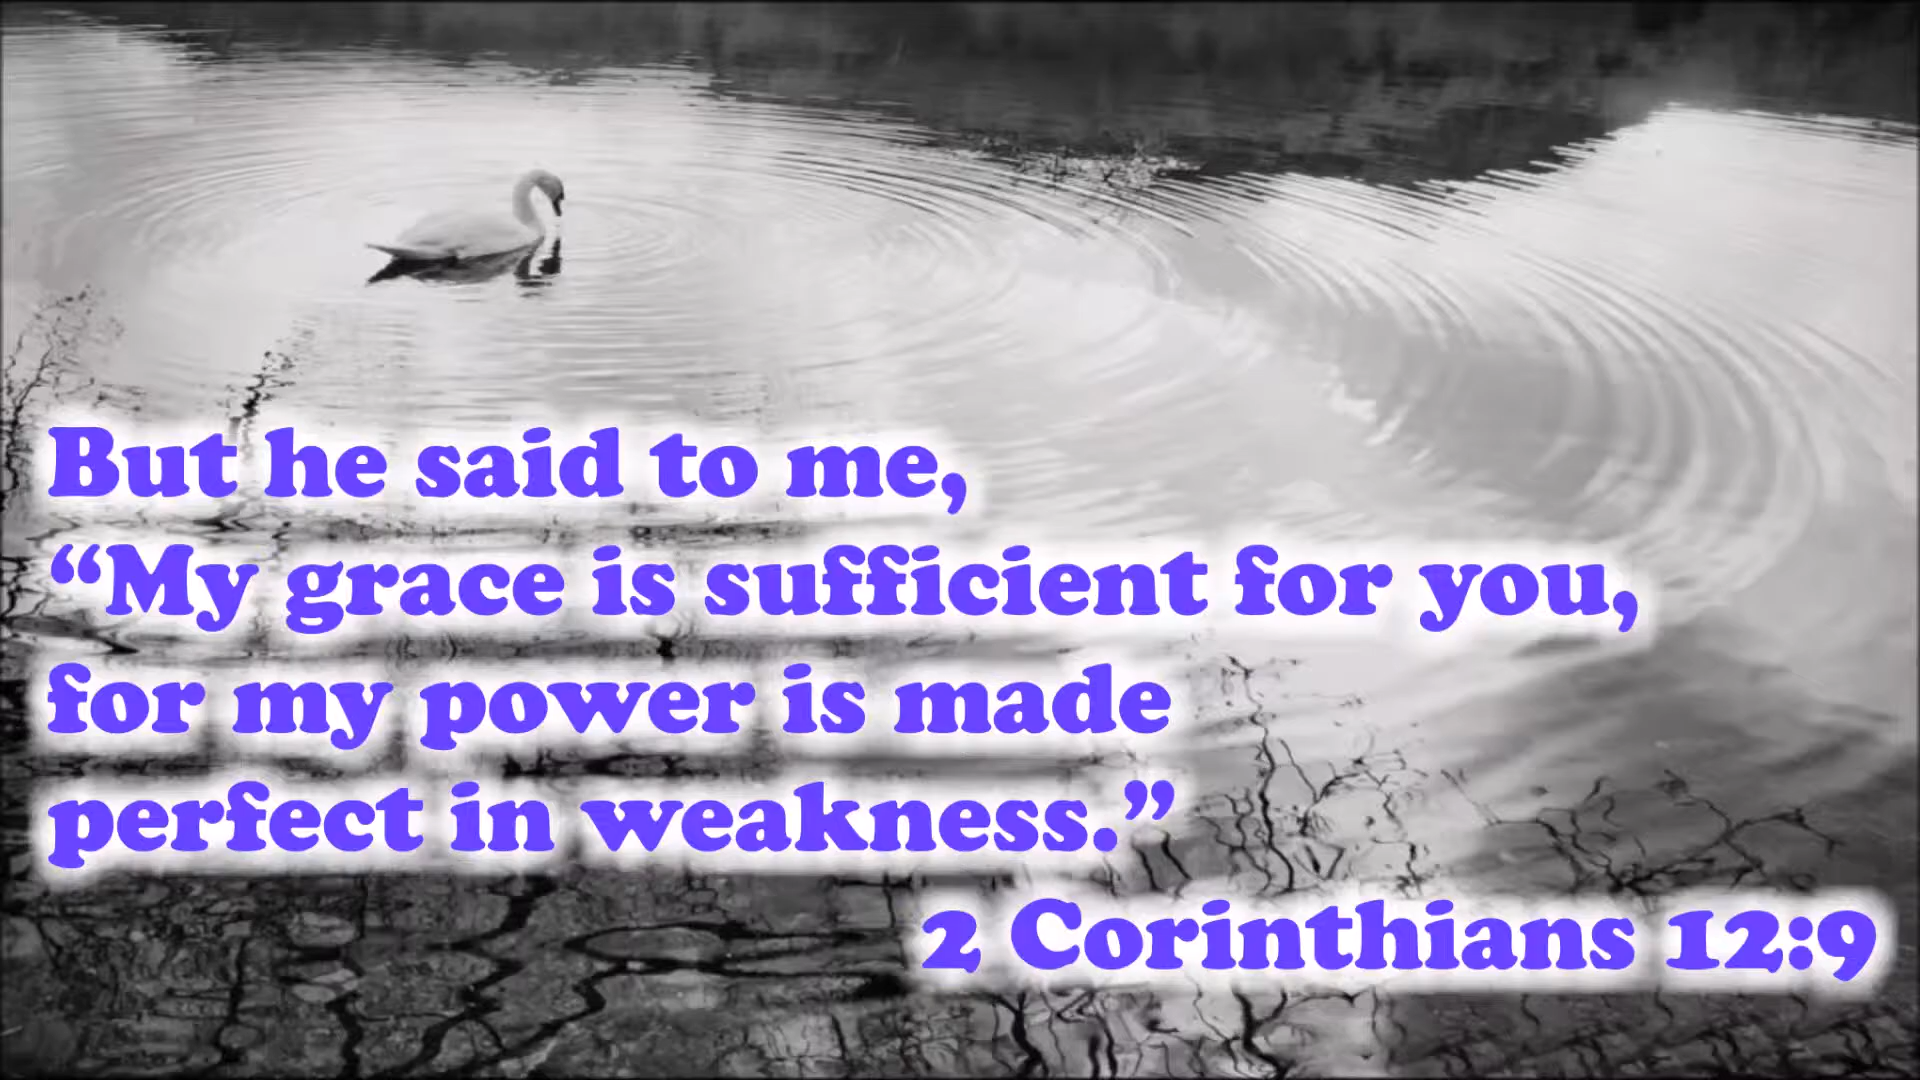 But he said to me,
“My grace is sufficient for you,
for my power is made
perfect in weakness.”
2 Corinthians 12:9